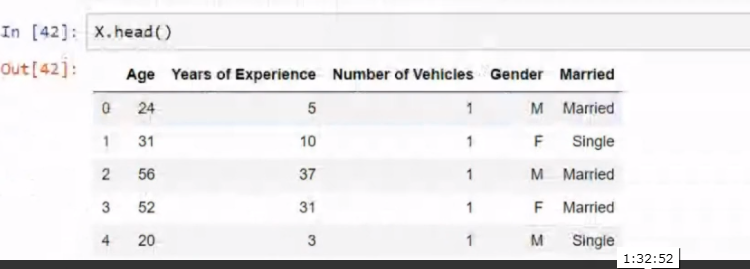 In [42]: X.head()
Out[42]:
Age Years of Experience Number of Vehicles Gender Married
0 24 5 1 M Married
1 31 10 1 F Single
2 56 37 1 M Married
3 52 31 1 F Married
4 20 3 1 M Single
1:32:52